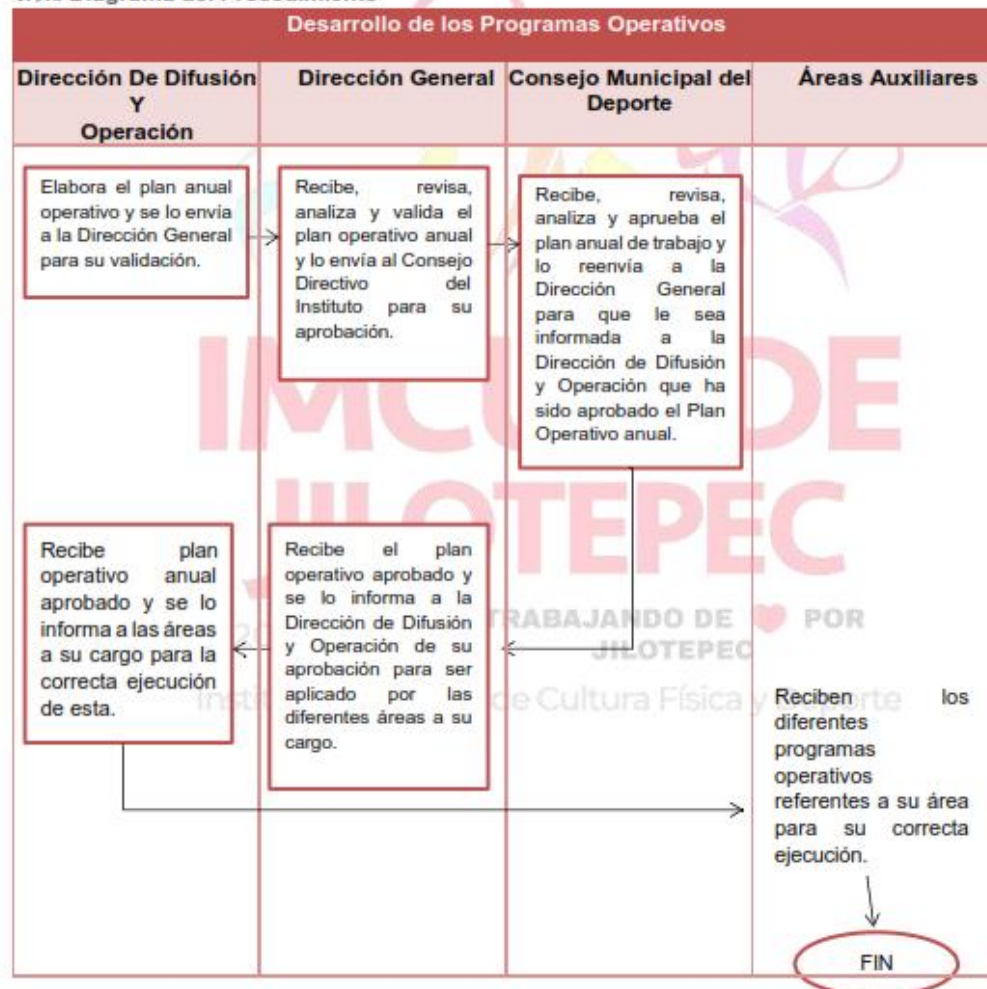 Desarrollo de los Programas Operativos
Dirección De Difusión
Y
Operación
Dirección General
Consejo Municipal del
Deporte
Áreas Auxiliares
Elabora el plan anual
operativo y se lo envía
a la Dirección General
para su validación.
Recibe, revisa,
analiza y valida el
plan operativo anual
y lo envía al Consejo
Directivo del
Instituto para su
aprobación.
Recibe, revisa,
analiza y aprueba el
plan anual de trabajo y
lo reenvía a la
Dirección General
para que le sea
informada a la
Dirección de Difusión
y Operación que ha
sido aprobado el Plan
Operativo anual.
Recibe plan
operativo anual
aprobado y se lo
informa a las áreas
a su cargo para la
correcta ejecución
de esta.
Recibe el plan
operativo aprobado y
se lo informa a la
Dirección de Difusión
y Operación de su
aprobación para ser
aplicado por las
diferentes áreas a su
cargo.
Reciben los
diferentes
programas
operativos
referentes a su área
para su correcta
ejecución.
FIN
JILOTEPEC
TRABAJANDO DE POR
JILOTEPEC
de Cultura Física y